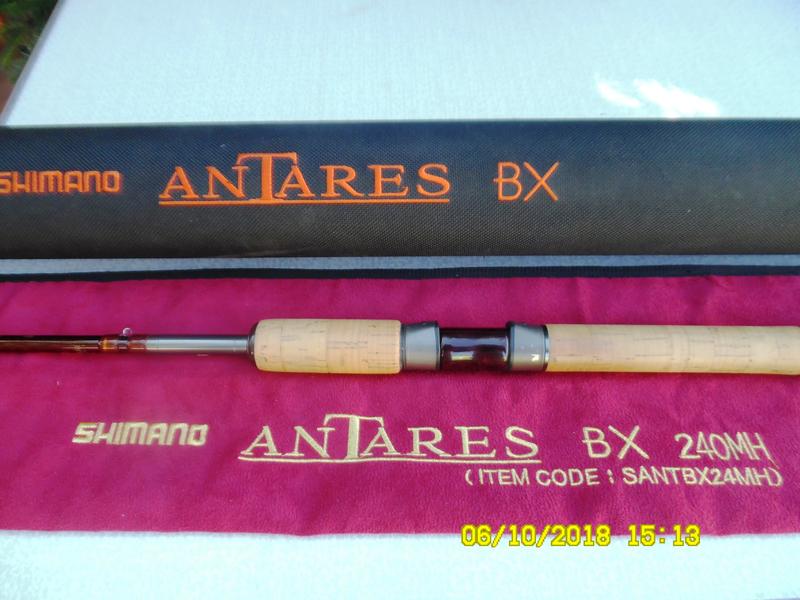 SHIMANO ANTARES BX
SHIMANO ANTARES BX 240MH
(ITEM CODE : SANTBX24MH)
06/10/2018 15:13